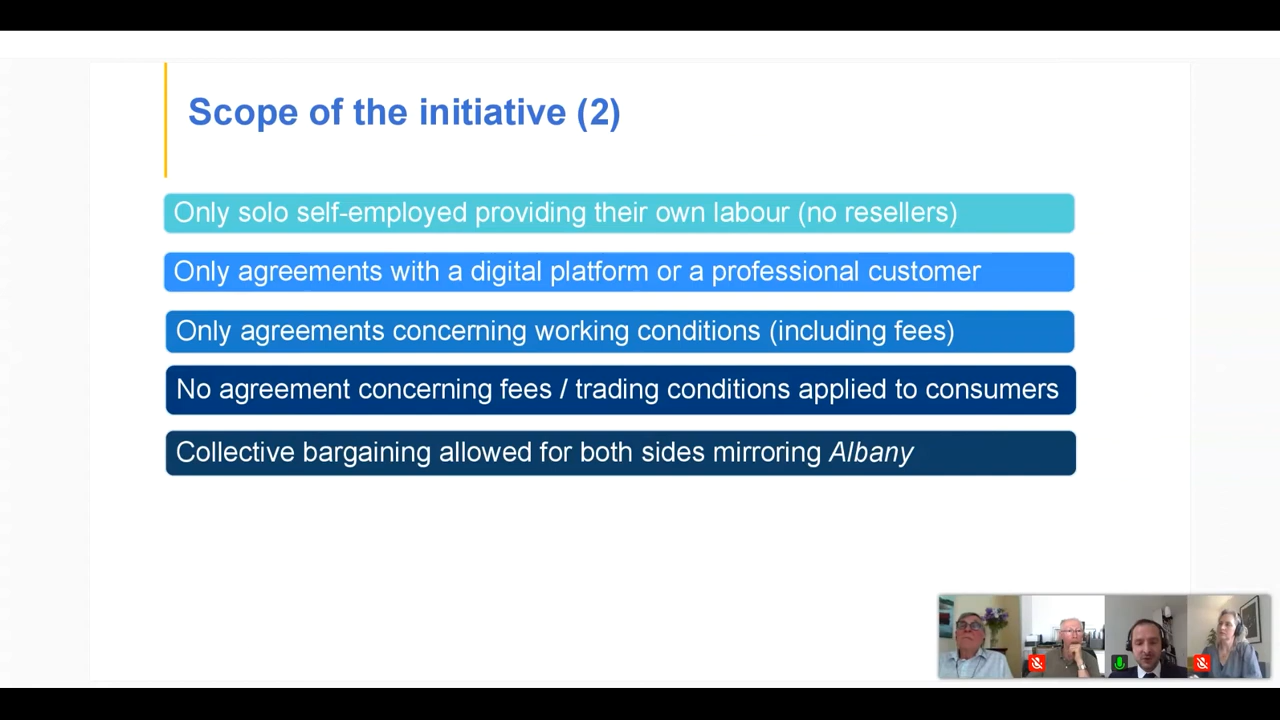 Scope of the initiative (2)
Only solo self-employed providing their own labour (no resellers)
Only agreements with a digital platform or a professional customer
Only agreements concerning working conditions (including fees)
No agreement concerning fees / trading conditions applied to consumers
Collective bargaining allowed for both sides mirroring Albany